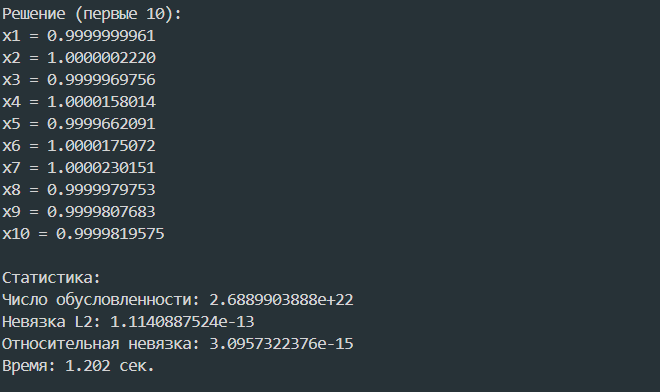 Решение (первые 10):
x1 = 0.9999999961
x2 = 1.0000002220
x3 = 0.9999969756
x4 = 1.0000158014
x5 = 0.9999662091
x6 = 1.0000175072
x7 = 1.0000230151
x8 = 0.9999979753
x9 = 0.9999807683
x10 = 0.9999819575
Статистика:
Число обусловленности: 2.6889903888e+22
Невязка L2: 1.1140887524e-13
Относительная невязка: 3.0957322376e-15
Время: 1.202 сек.